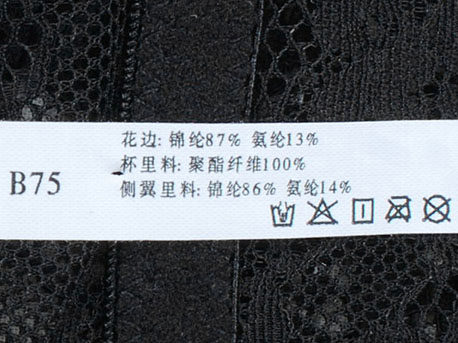 花边: 锦纶87% 氨纶13%
杯里料: 聚酯纤维100%
B75
侧翼里料: 锦纶86% 氨纶14%